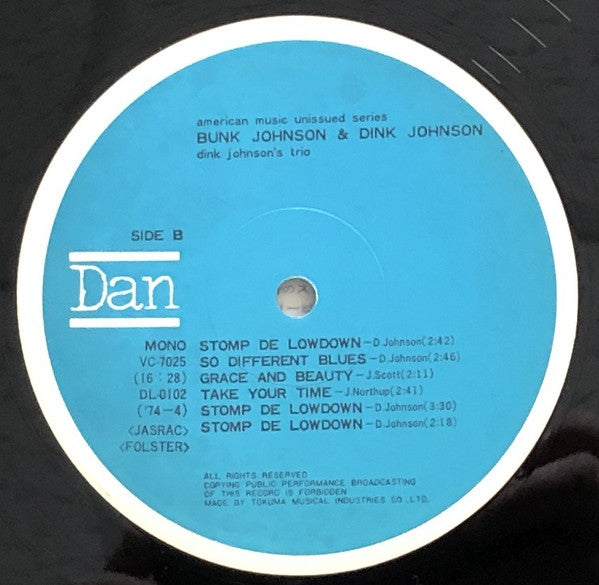 american music unissued series
BUNK JOHNSON & DINK JOHNSON
dink johnson's trio
SIDE B
Dan
MONO STOMP DE LOWDOWN-D.Johnson(2:42)
VC-7025 SO DIFFERENT BLUES-D.Johnson(2:46)
(16:28) GRACE AND BEAUTY-J.Scott(2:11)
DL-0102 TAKE YOUR TIME-J.Northup(2:41)
('74-4) STOMP DE LOWDOWN-D.Johnson(3:30)
<JASRAC> STOMP DE LOWDOWN-D.Johnson(2:18)
<FOLSTER>
ALL RIGHTS RESERVED
COPYING PUBLIC PERFORMANCE BROADCASTING
OF THIS RECORD IS FORBIDDEN
MADE BY TOKUMA MUSICAL INDUSTRIES CO.,LTD.